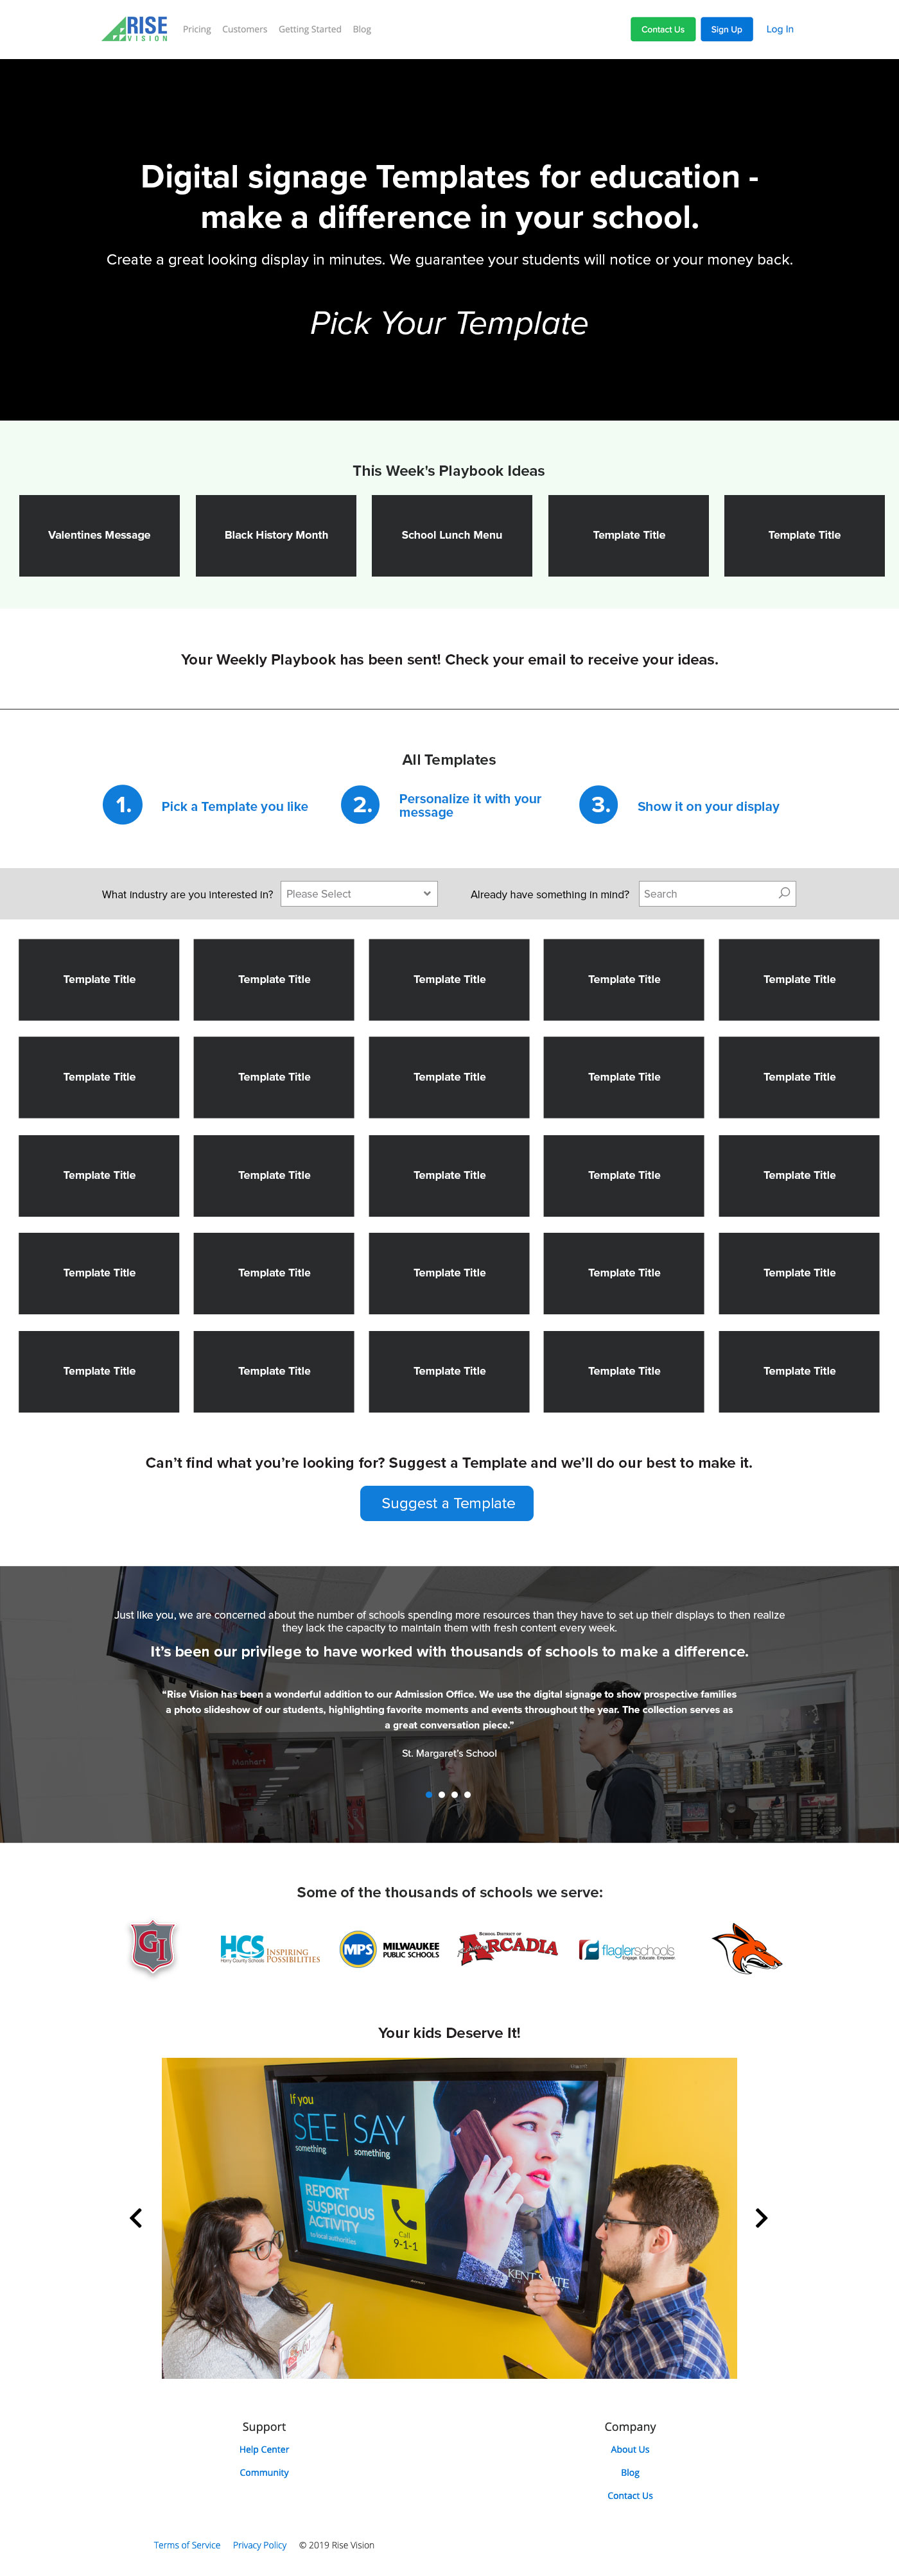 RISE
VISION
Pricing Customers Getting Started Blog
Contact Us Sign Up Log In
Digital signage Templates for education -
make a difference in your school.
Create a great looking display in minutes. We guarantee your students will notice or your money back.
Pick Your Template
This Week's Playbook Ideas
Valentines Message Black History Month School Lunch Menu Template Title Template Title
Your Weekly Playbook has been sent! Check your email to receive your ideas.
All Templates
1. Pick a Template you like
2. Personalize it with your
message
3. Show it on your display
What industry are you interested in? Please Select Already have something in mind? Search
Template Title Template Title Template Title Template Title Template Title
Template Title Template Title Template Title Template Title Template Title
Template Title Template Title Template Title Template Title Template Title
Template Title Template Title Template Title Template Title Template Title
Template Title Template Title Template Title Template Title Template Title
Can’t find what you’re looking for? Suggest a Template and we’ll do our best to make it.
Suggest a Template
Just like you, we are concerned about the number of schools spending more resources than they have to set up their displays to then realize
they lack the capacity to maintain them with fresh content every week.
It’s been our privilege to have worked with thousands of schools to make a difference.
“Rise Vision has been a wonderful addition to our Admission Office. We use the digital signage to show prospective families
a photo slideshow of our students, highlighting favorite moments and events throughout the year. The collection serves as
a great conversation piece.”
St. Margaret’s School
Manhart
Some of the thousands of schools we serve:
GI
HCS
Horry County Schools
INSPIRING
POSSIBILITIES
MPS
MILWAUKEE
PUBLIC SCHOOLS
SCHOOL DISTRICT OF
ARCADIA
flaglerschools
Engage. Educate. Empower.
Your kids Deserve It!
If you
SEE SAY
something something
REPORT
SUSPICIOUS
ACTIVITY
to local authorities
Call
9-1-1
KENT STATE
Support
Help Center
Community
Company
About Us
Blog
Contact Us
Terms of Service Privacy Policy © 2019 Rise Vision